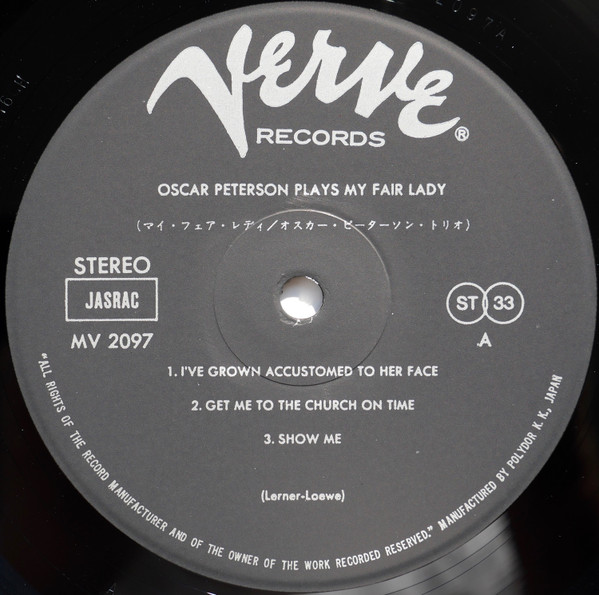 Verve
RECORDS ®
OSCAR PETERSON PLAYS MY FAIR LADY
(マイ・フェア・レディ／オスカー・ピーターソン・トリオ)
STEREO
JASRAC
MV 2097
ST 33
A
1. I'VE GROWN ACCUSTOMED TO HER FACE
2. GET ME TO THE CHURCH ON TIME
3. SHOW ME
(Lerner-Loewe)
"ALL RIGHTS OF THE RECORD MANUFACTURER AND OF THE OWNER OF THE WORK RECORDED RESERVED." MANUFACTURED BY POLYDOR K. K., JAPAN